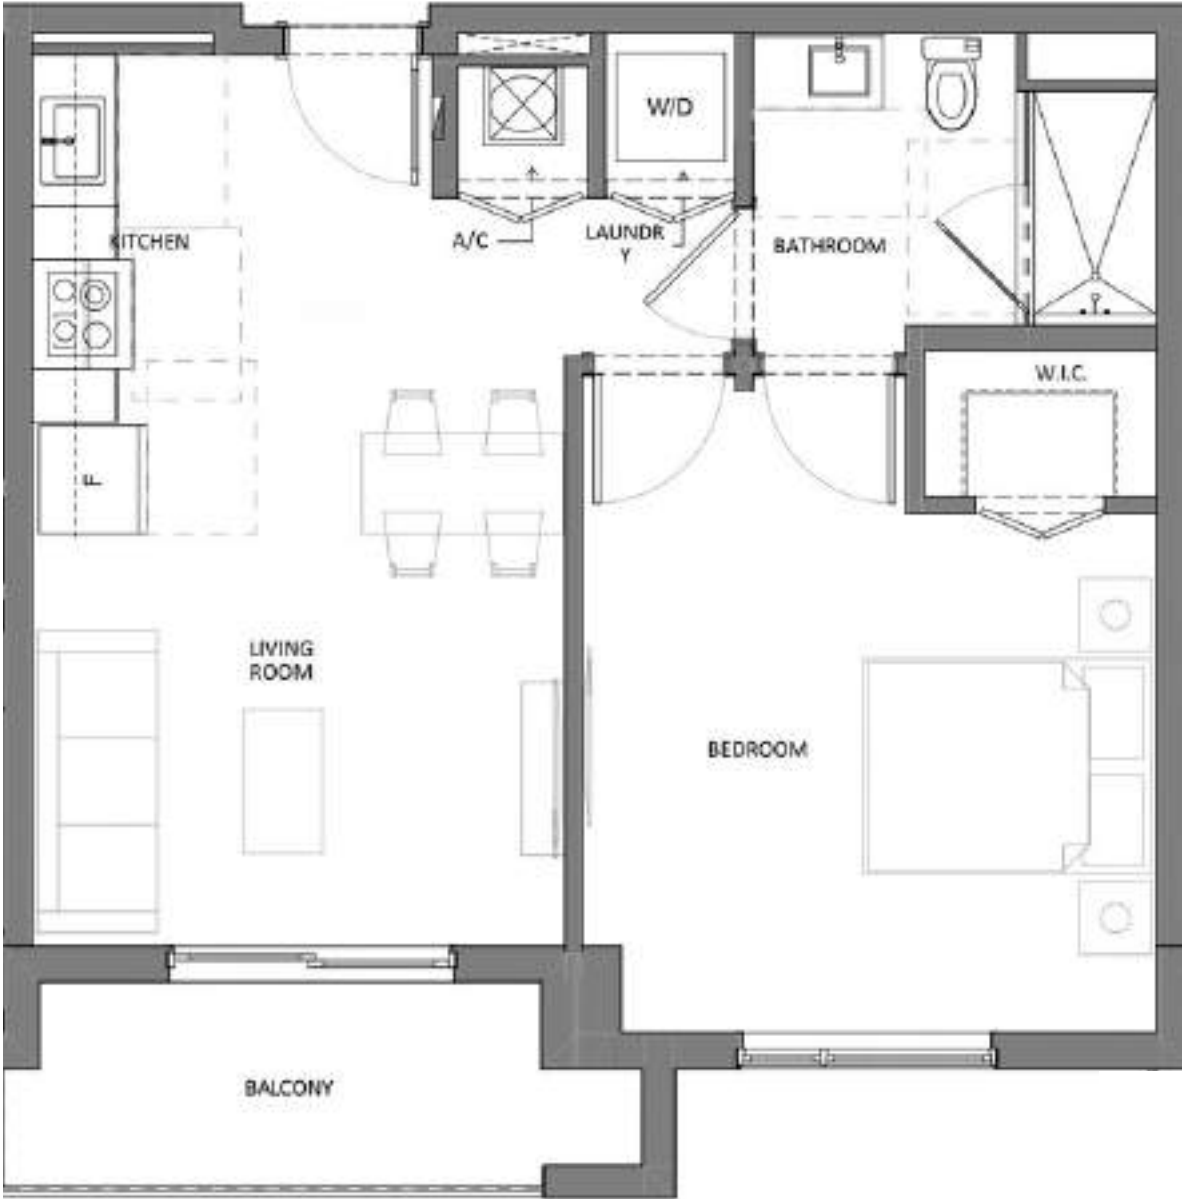 W/D
A/C
LAUNDR
Y
BATHROOM
KITCHEN
W.I.C.
F
LIVING
ROOM
BEDROOM
BALCONY